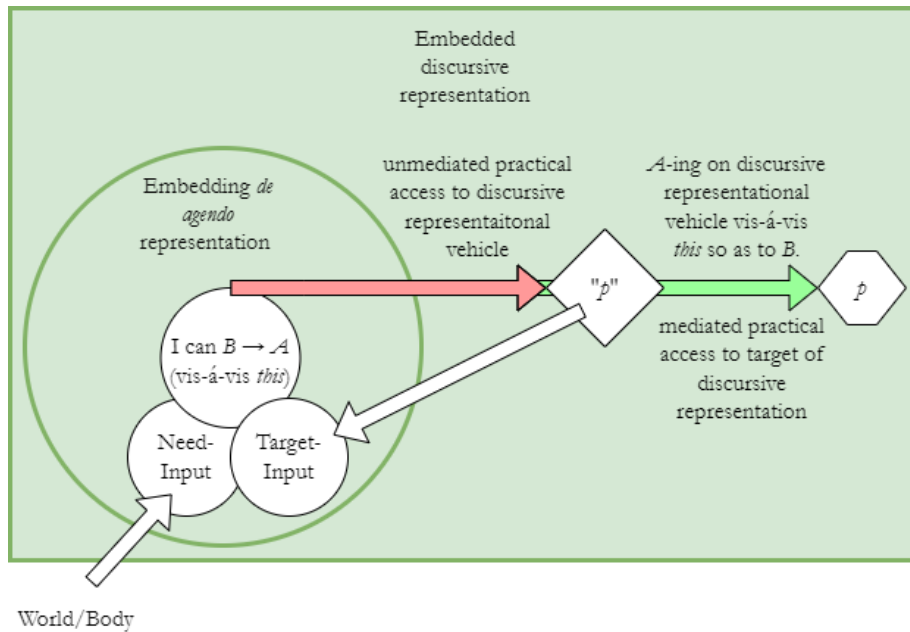 Embedded
discursive
representation
unmediated practical
access to discursive
representaitonal
vehicle
A-ing on discursive
representational
vehicle vis-á-vis
this so as to B.
Embedding de
agendo
representation
"p"
p
I can B → A
(vis-á-vis this)
mediated practical
access to target of
discursive
representation
Need-
Input
Target-
Input
World/Body